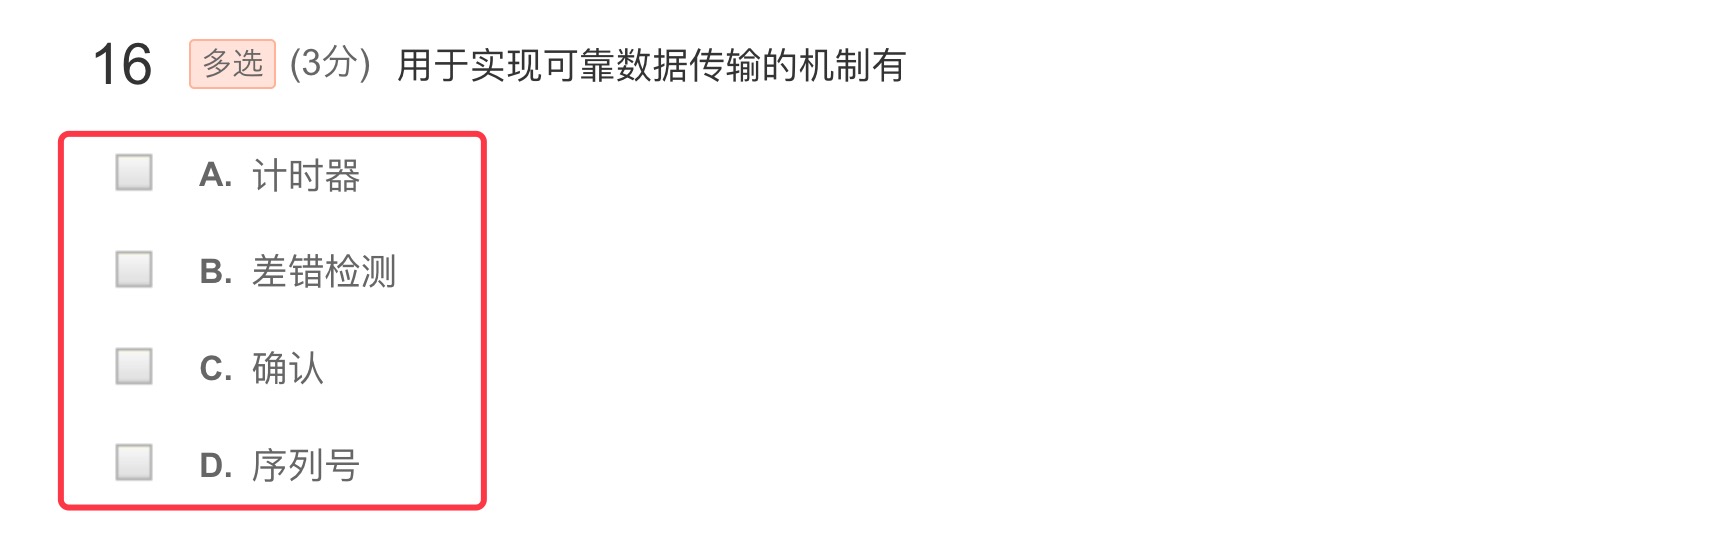 16 多选 (3分) 用于实现可靠数据传输的机制有
A. 计时器
B. 差错检测
C. 确认
D. 序列号